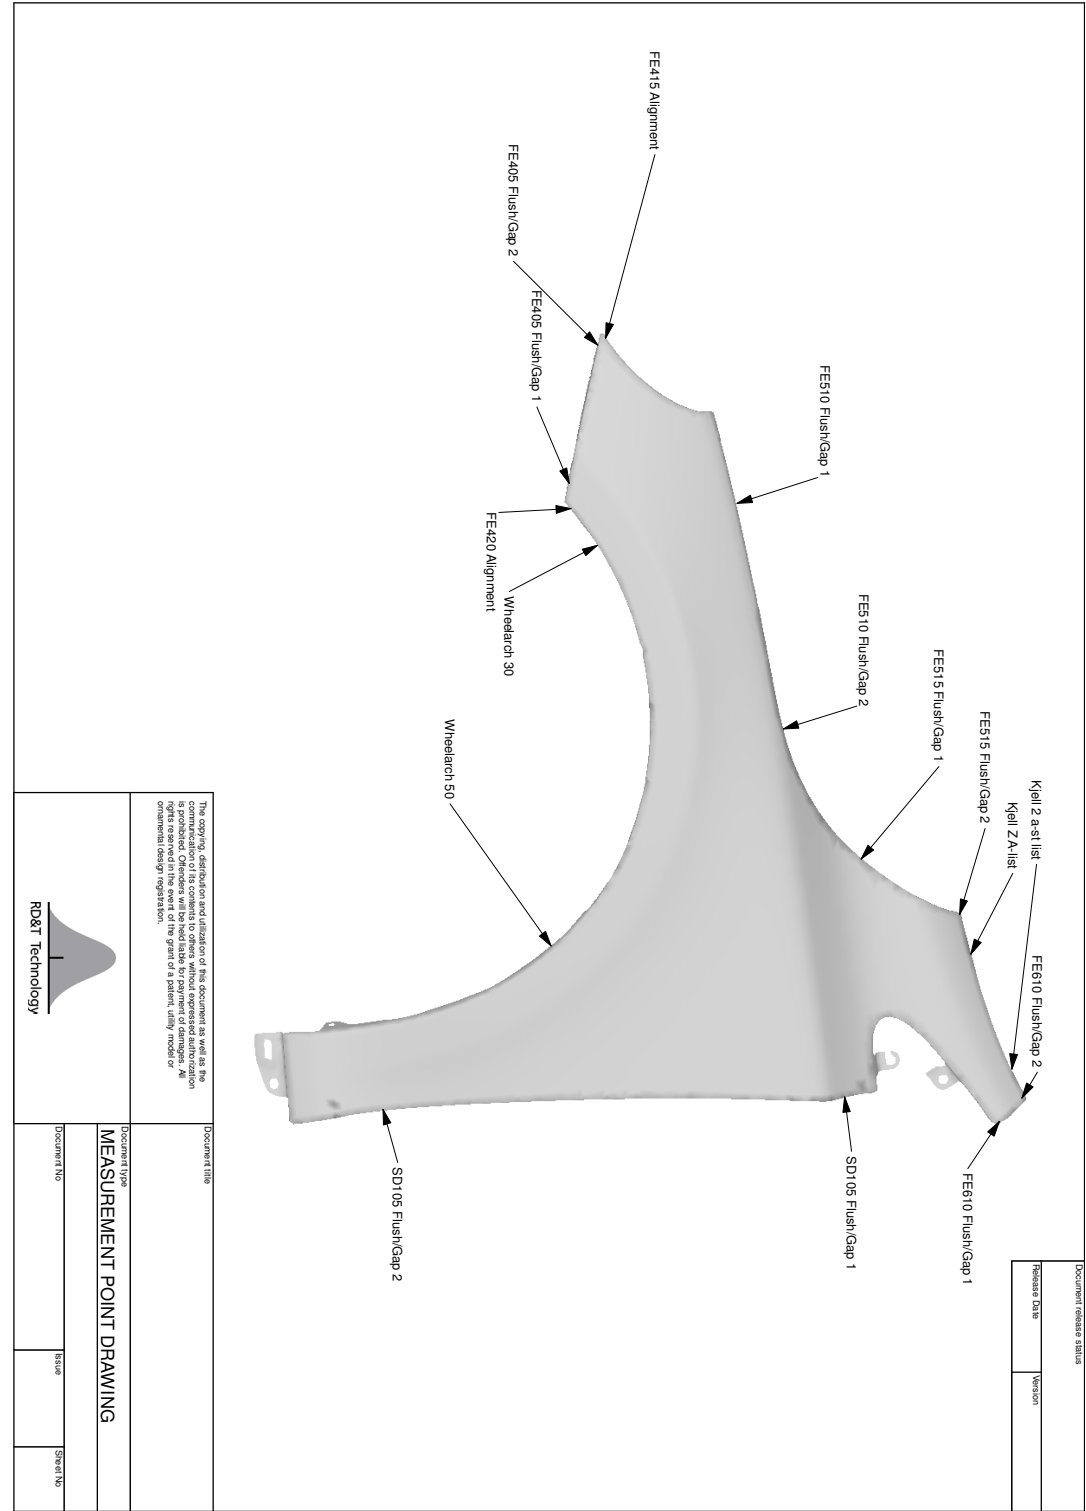 Document release status
Release Date
Version
Kjell 2 a-st list
FE610 Flush/Gap 2
Kjell Z A-list
FE515 Flush/Gap 2
FE610 Flush/Gap 1
FE515 Flush/Gap 1
FE510 Flush/Gap 2
SD105 Flush/Gap 1
FE510 Flush/Gap 1
FE415 Alignment
FE405 Flush/Gap 1
FE405 Flush/Gap 2
Wheelarch 30
FE420 Alignment
Wheelarch 50
SD105 Flush/Gap 2
The copying, distribution and utilization of this document as well as the
communication of its contents to others without expressed authorization
is prohibited. Offenders will be held liable for payment of damages. All
rights reserved in the event of the grant of a patent, utility model or
ornamental design registration.
RD&T Technology
Document title
Document type
MEASUREMENT POINT DRAWING
Document No
Issue
Sheet No